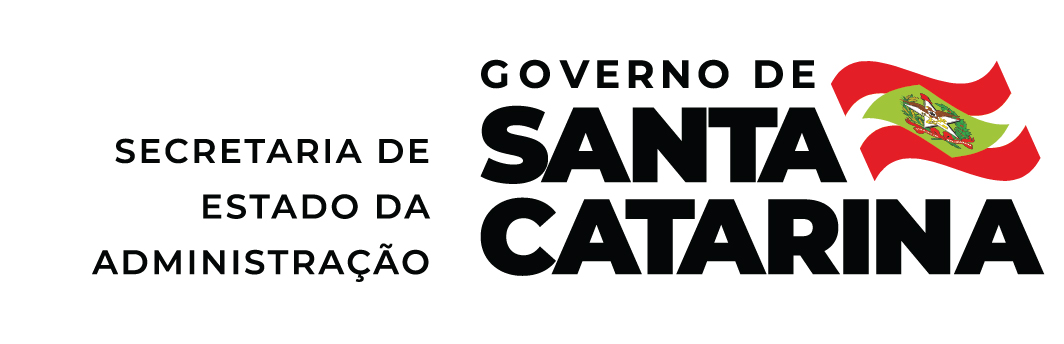 SECRETARIA DE
ESTADO DA
ADMINISTRAÇÃO
GOVERNO DE
SANTA
CATARINA